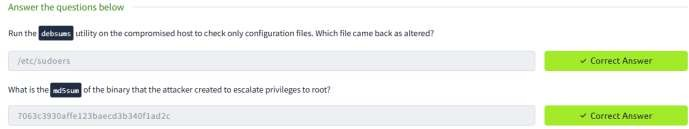 Answer the questions below
Run the debsums utility on the compromised host to check only configuration files. Which file came back as altered?
/etc/sudoers
✓ Correct Answer
What is the md5sum of the binary that the attacker created to escalate privileges to root?
7063c3930affe123baecd3b340f1ad2c
✓ Correct Answer